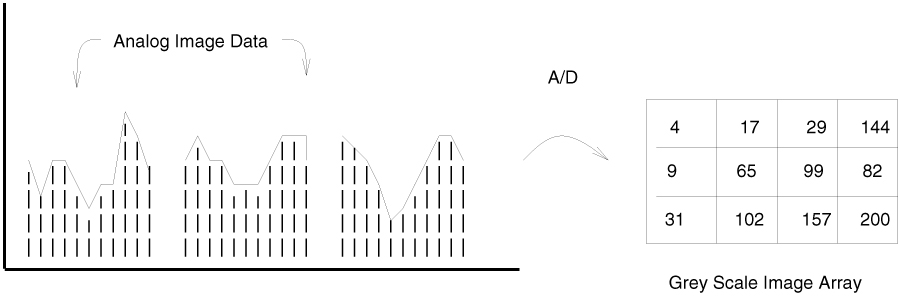 Analog Image Data
A/D
4 17 29 144
9 65 99 82
31 102 157 200
Grey Scale Image Array